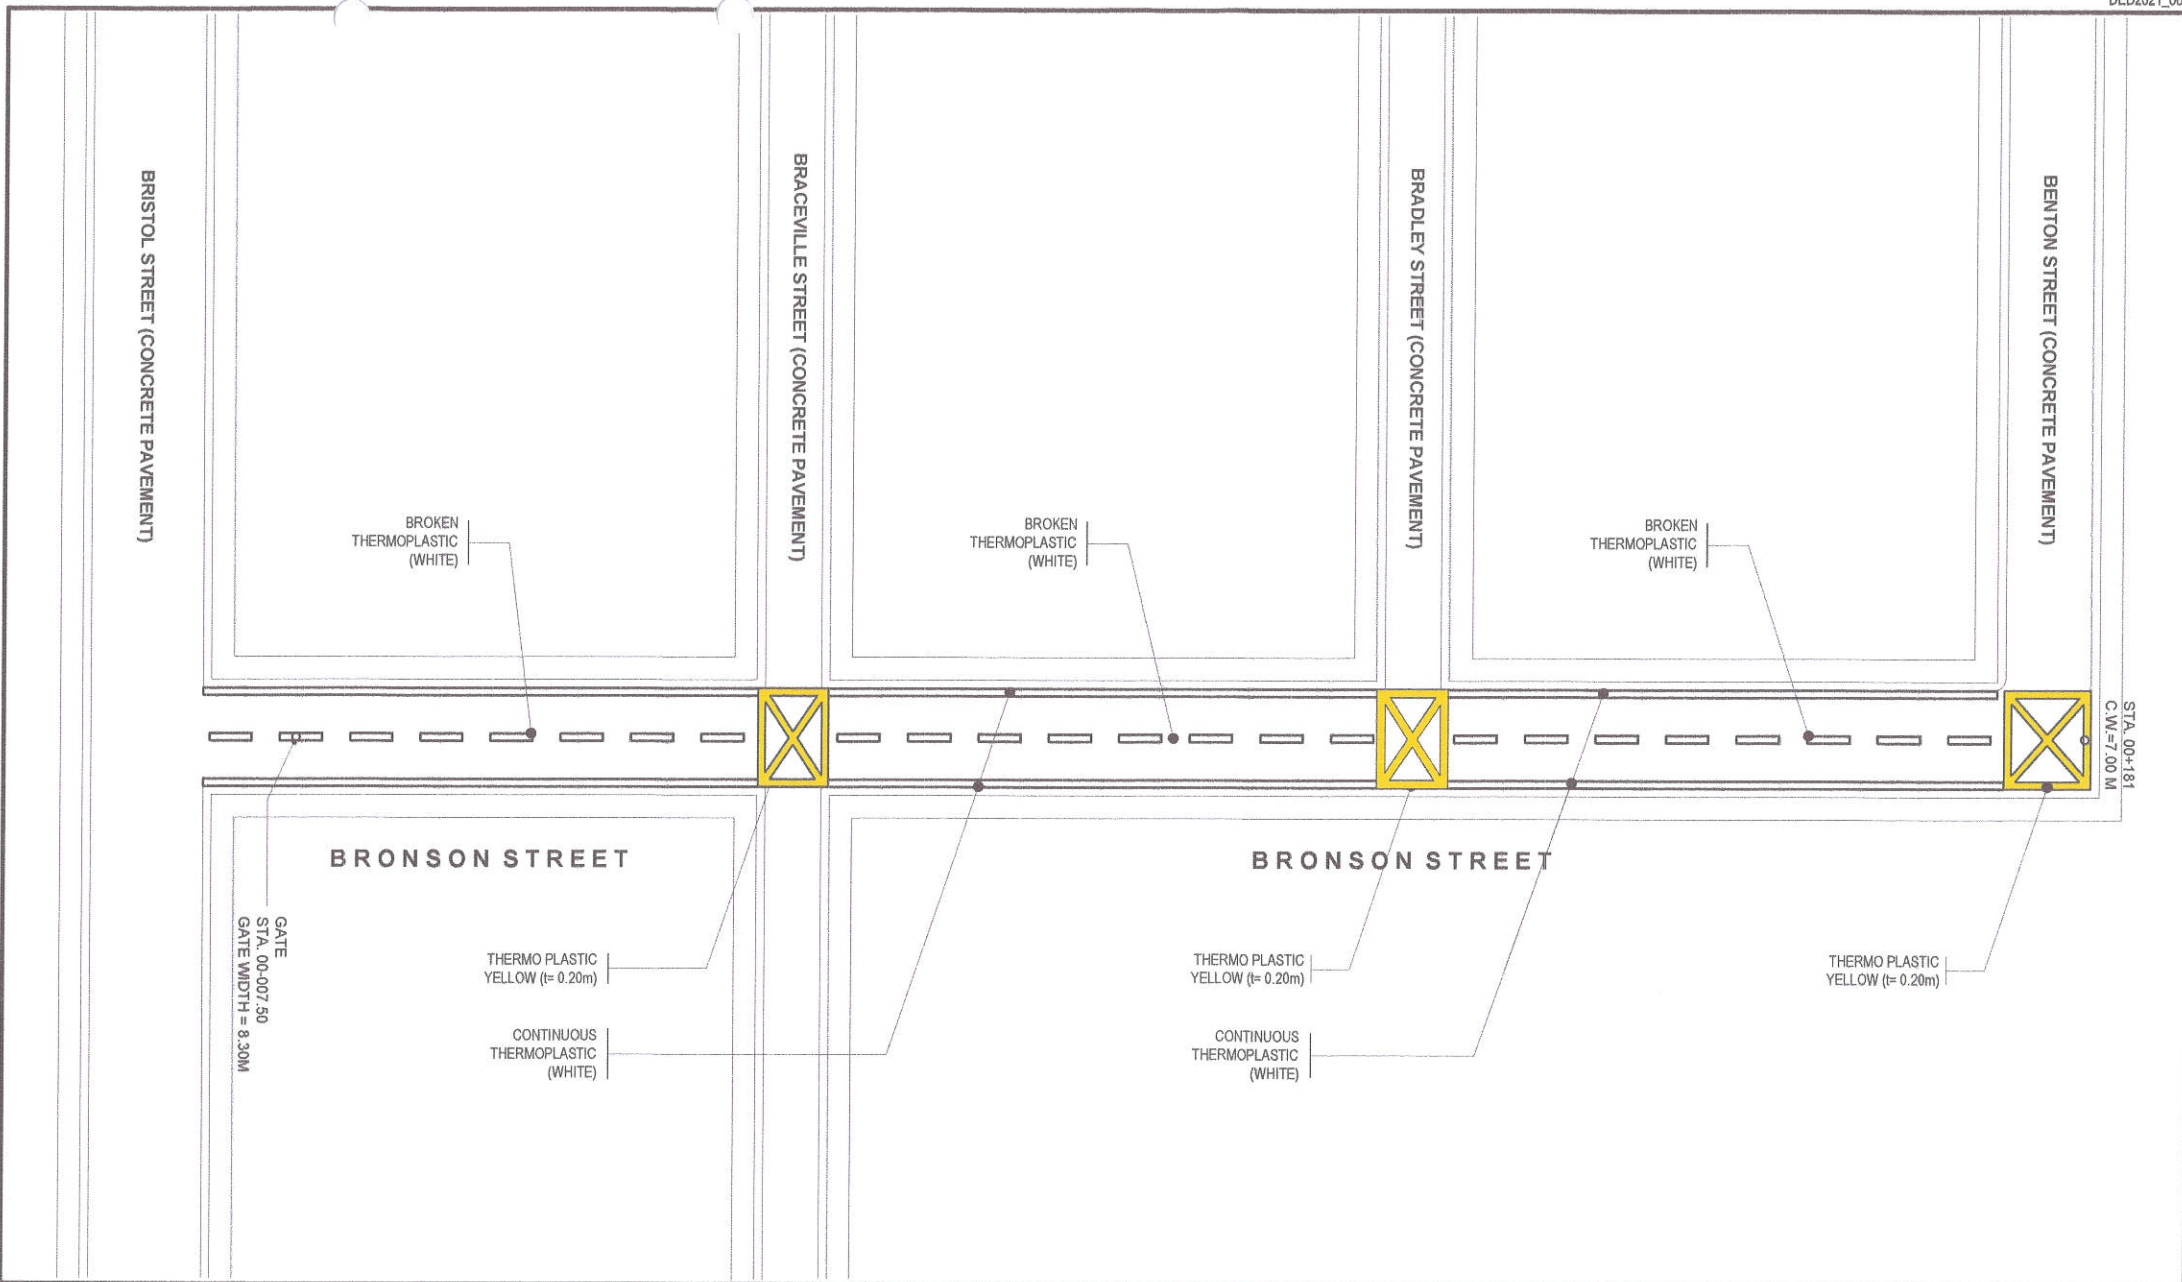 BRISTOL STREET (CONCRETE PAVEMENT)
BRACEVILLE STREET (CONCRETE PAVEMENT)
BRADLEY STREET (CONCRETE PAVEMENT)
BENTON STREET (CONCRETE PAVEMENT)
BROKEN
THERMOPLASTIC
(WHITE)
BROKEN
THERMOPLASTIC
(WHITE)
BROKEN
THERMOPLASTIC
(WHITE)
STA. 00+181
C.W.=7.00 M
BRONSON STREET
BRONSON STREET
GATE
STA. 00-007.50
GATE WIDTH = 8.30M
THERMO PLASTIC
YELLOW (t= 0.20m)
CONTINUOUS
THERMOPLASTIC
(WHITE)
THERMO PLASTIC
YELLOW (t= 0.20m)
CONTINUOUS
THERMOPLASTIC
(WHITE)
THERMO PLASTIC
YELLOW (t= 0.20m)